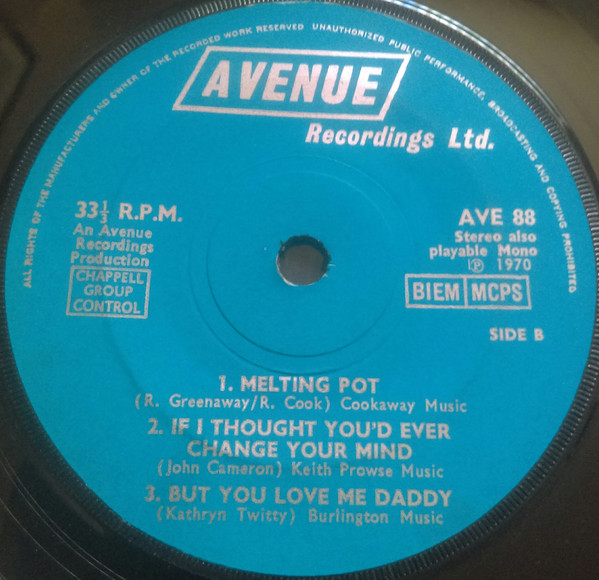 ALL RIGHTS OF THE MANUFACTURERS AND OWNER OF THE RECORDED WORK RESERVED UNAUTHORIZED PUBLIC PERFORMANCE, BROADCASTING AND COPYING PROHIBITED
AVENUE
Recordings Ltd.
33⅓ R.P.M.
An Avenue
Recordings
Production
CHAPPELL
GROUP
CONTROL
AVE 88
Stereo also
playable Mono
℗ 1970
BIEM MCPS
SIDE B
1. MELTING POT
(R. Greenaway/R. Cook) Cookaway Music
2. IF I THOUGHT YOU'D EVER
CHANGE YOUR MIND
(John Cameron) Keith Prowse Music
3. BUT YOU LOVE ME DADDY
(Kathryn Twitty) Burlington Music